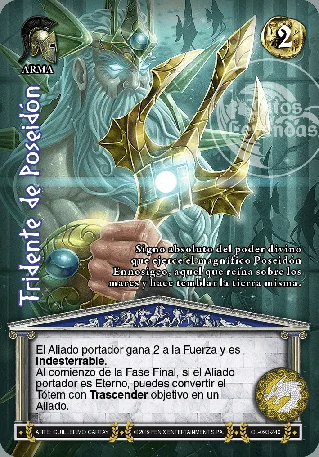 ARMA
2
Mitos y
Leyendas
Tridente de Poseidón
Signo absoluto del poder divino
que ejerce el magnífico Poseidón
Ennosigeo, aquel que reina sobre los
mares y hace temblar la tierra misma.
El Aliado portador gana 2 a la Fuerza y es
Indesterrable.
Al comienzo de la Fase Final, si el Aliado
portador es Eterno, puedes convertir el
Tótem con Trascender objetivo en un
Aliado.